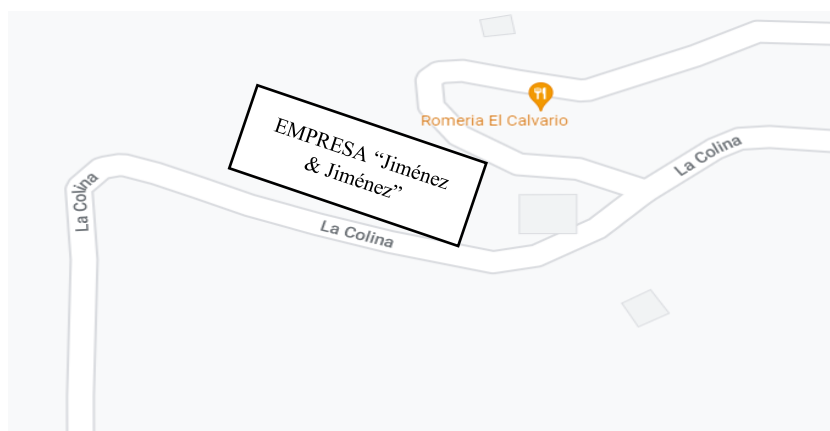 EMPRESA “Jiménez
& Jiménez”
Romeria El Calvario
La Colina
La Colina
La Colina